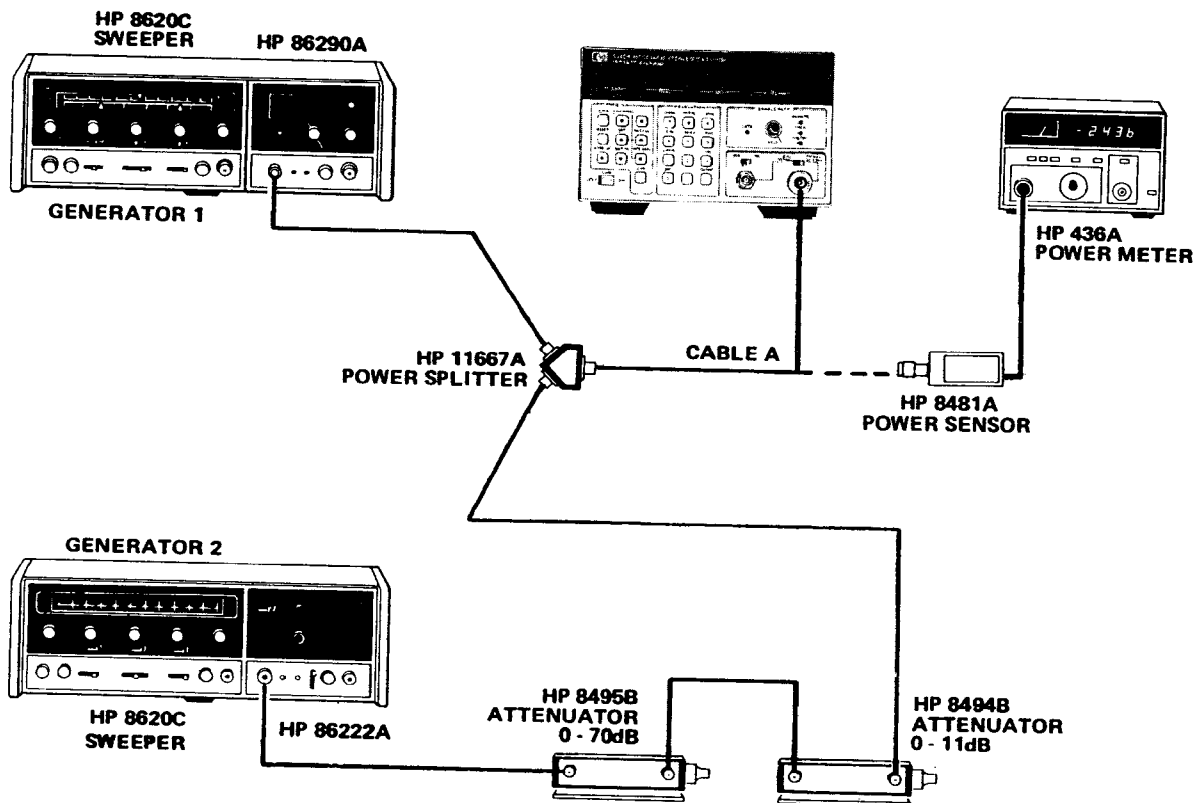 HP 8620C
SWEEPER
HP 86290A
GENERATOR 1
-2436
HP 436A
POWER METER
HP 11667A
POWER SPLITTER
CABLE A
HP 8481A
POWER SENSOR
GENERATOR 2
HP 8620C
SWEEPER
HP 86222A
HP 8495B
ATTENUATOR
0 - 70dB
HP 8494B
ATTENUATOR
0 - 11dB